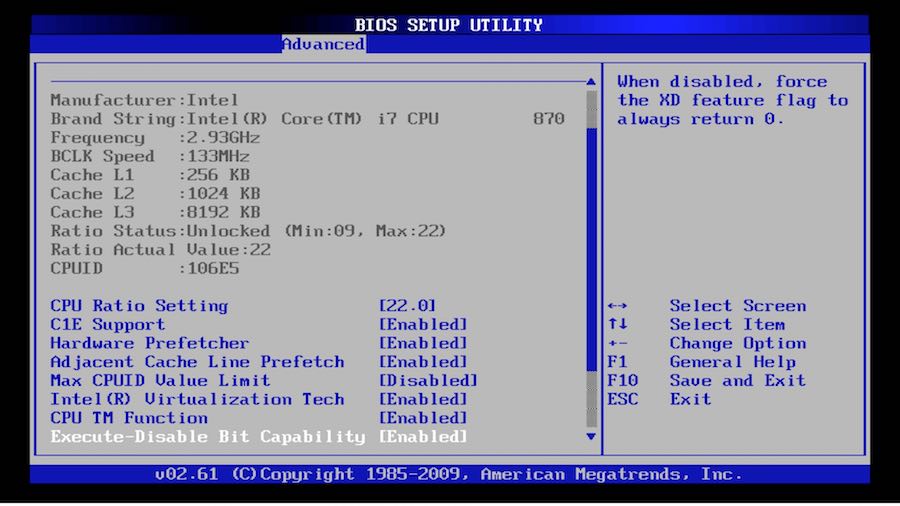 BIOS SETUP UTILITY
Advanced
Manufacturer:Intel
Brand String:Intel(R) Core(TM) i7 CPU 870
Frequency :2.93GHz
BCLK Speed :133MHz
Cache L1 :256 KB
Cache L2 :1024 KB
Cache L3 :8192 KB
Ratio Status:Unlocked (Min:09, Max:22)
Ratio Actual Value:22
CPUID :106E5
CPU Ratio Setting [22.0]
C1E Support [Enabled]
Hardware Prefetcher [Enabled]
Adjacent Cache Line Prefetch [Enabled]
Max CPUID Value Limit [Disabled]
Intel(R) Virtualization Tech [Enabled]
CPU TM Function [Enabled]
Execute-Disable Bit Capability [Enabled]
When disabled, force
the XD feature flag to
always return 0.
↔ Select Screen
↑↓ Select Item
+- Change Option
F1 General Help
F10 Save and Exit
ESC Exit
v02.61 (C)Copyright 1985-2009, American Megatrends, Inc.